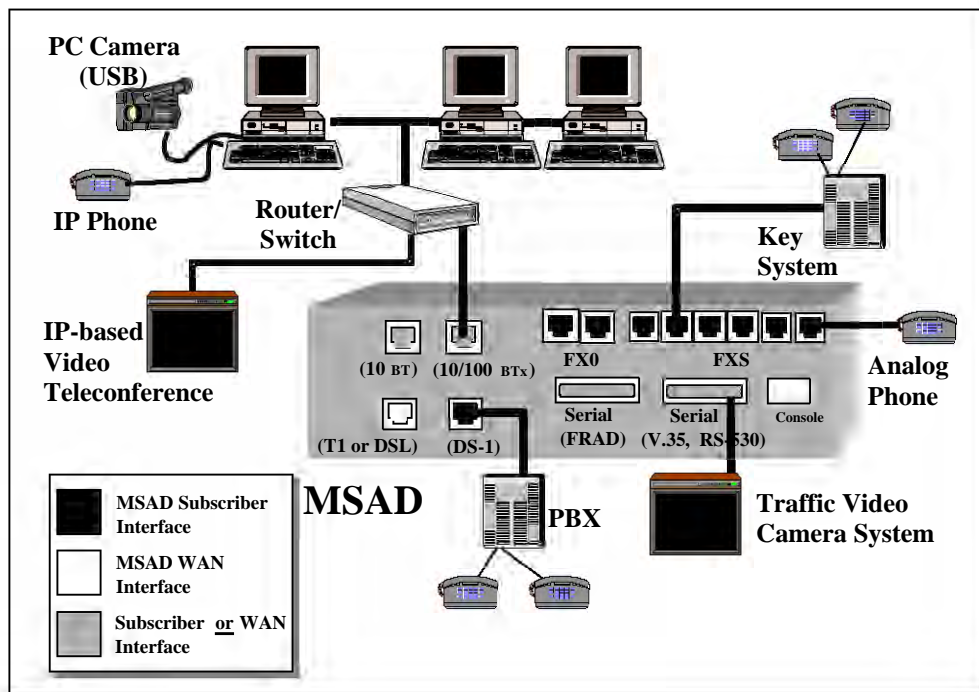 PC Camera
(USB)
IP Phone
Router/
Switch
Key
System
IP-based
Video
Teleconference
(10 BT)
(10/100 BTx)
FX0
FXS
Analog
Phone
(T1 or DSL)
(DS-1)
Serial
(FRAD)
Serial
(V.35, RS-530)
Console
MSAD
PBX
Traffic Video
Camera System
MSAD Subscriber
Interface
MSAD WAN
Interface
Subscriber or WAN
Interface